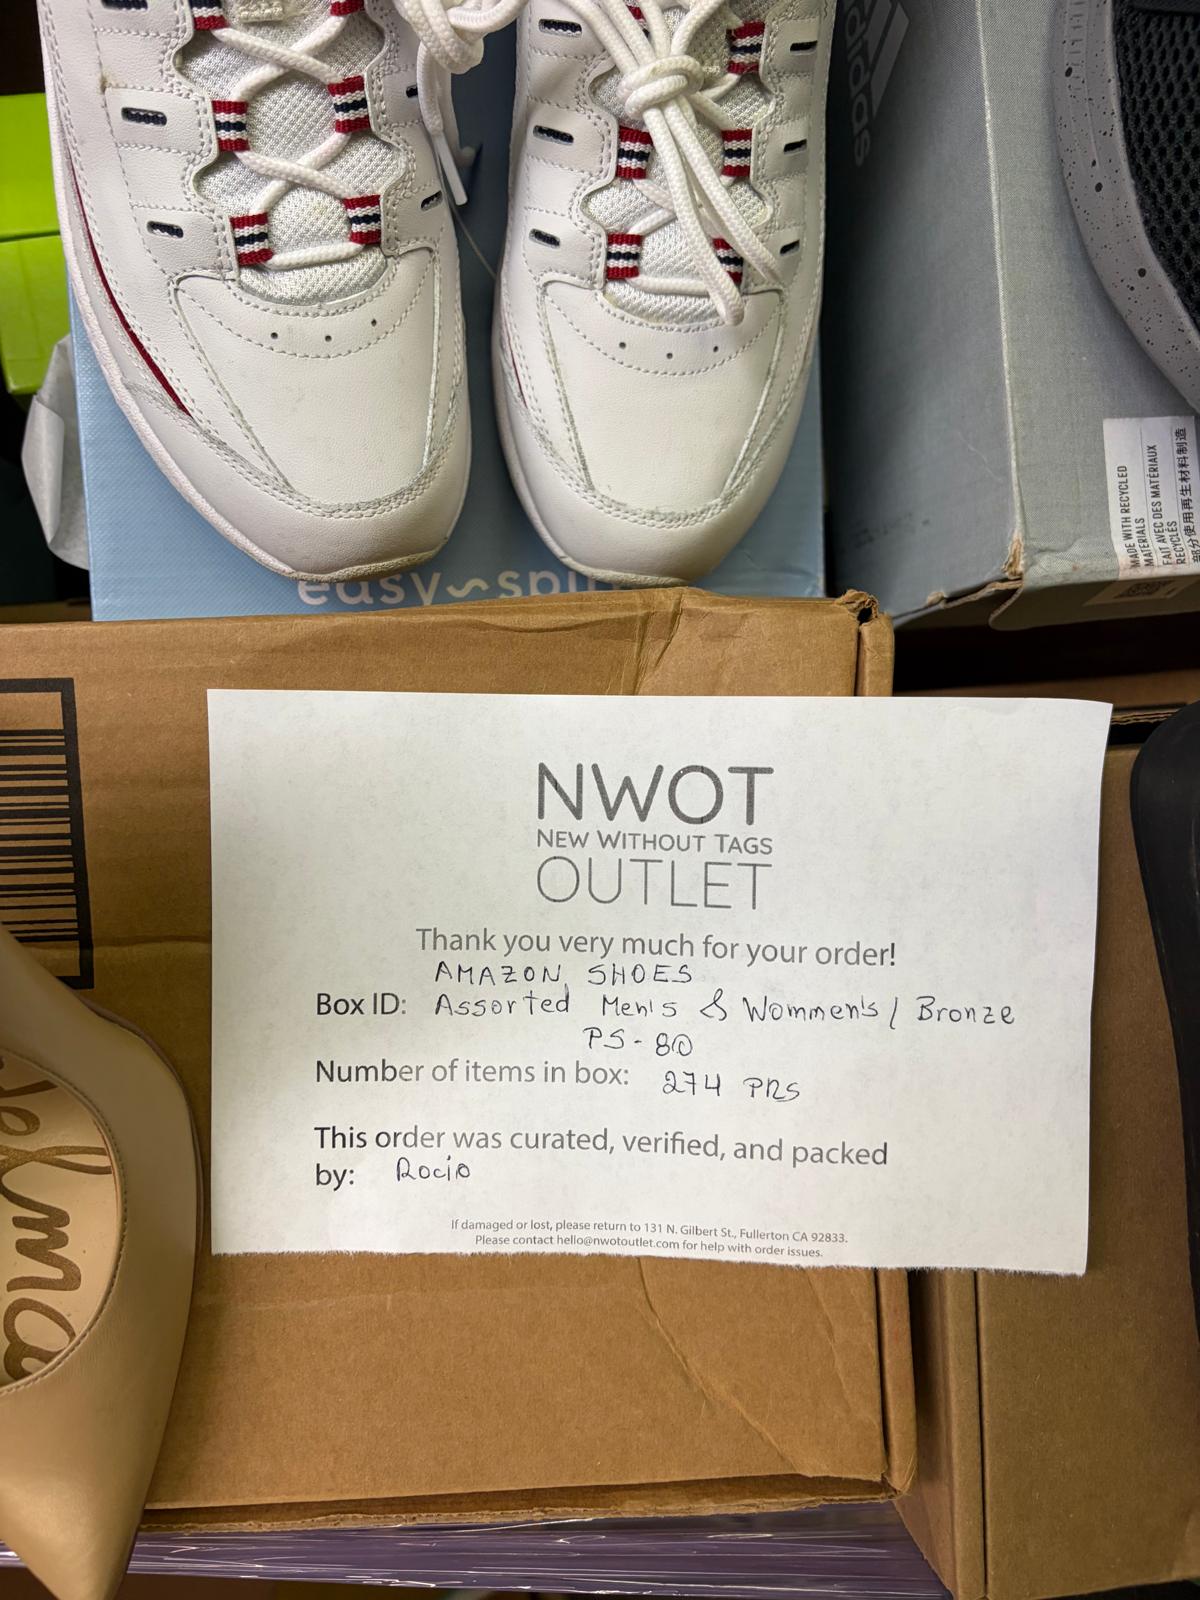 adidas
MADE WITH RECYCLED
MATERIALS
FAIT AVEC DES MATÉRIAUX
RECYCLÉS
部分使用再生材料制造
easy~spirit
NWOT
NEW WITHOUT TAGS
OUTLET
Thank you very much for your order!
AMAZON SHOES
Box ID: Assorted Men's & Wommen's / Bronze
PS-80
Number of items in box: 274 PRS
This order was curated, verified, and packed
by: Rocio
If damaged or lost, please return to 131 N. Gilbert St., Fullerton CA 92833.
Please contact hello@nwotoutlet.com for help with order issues.